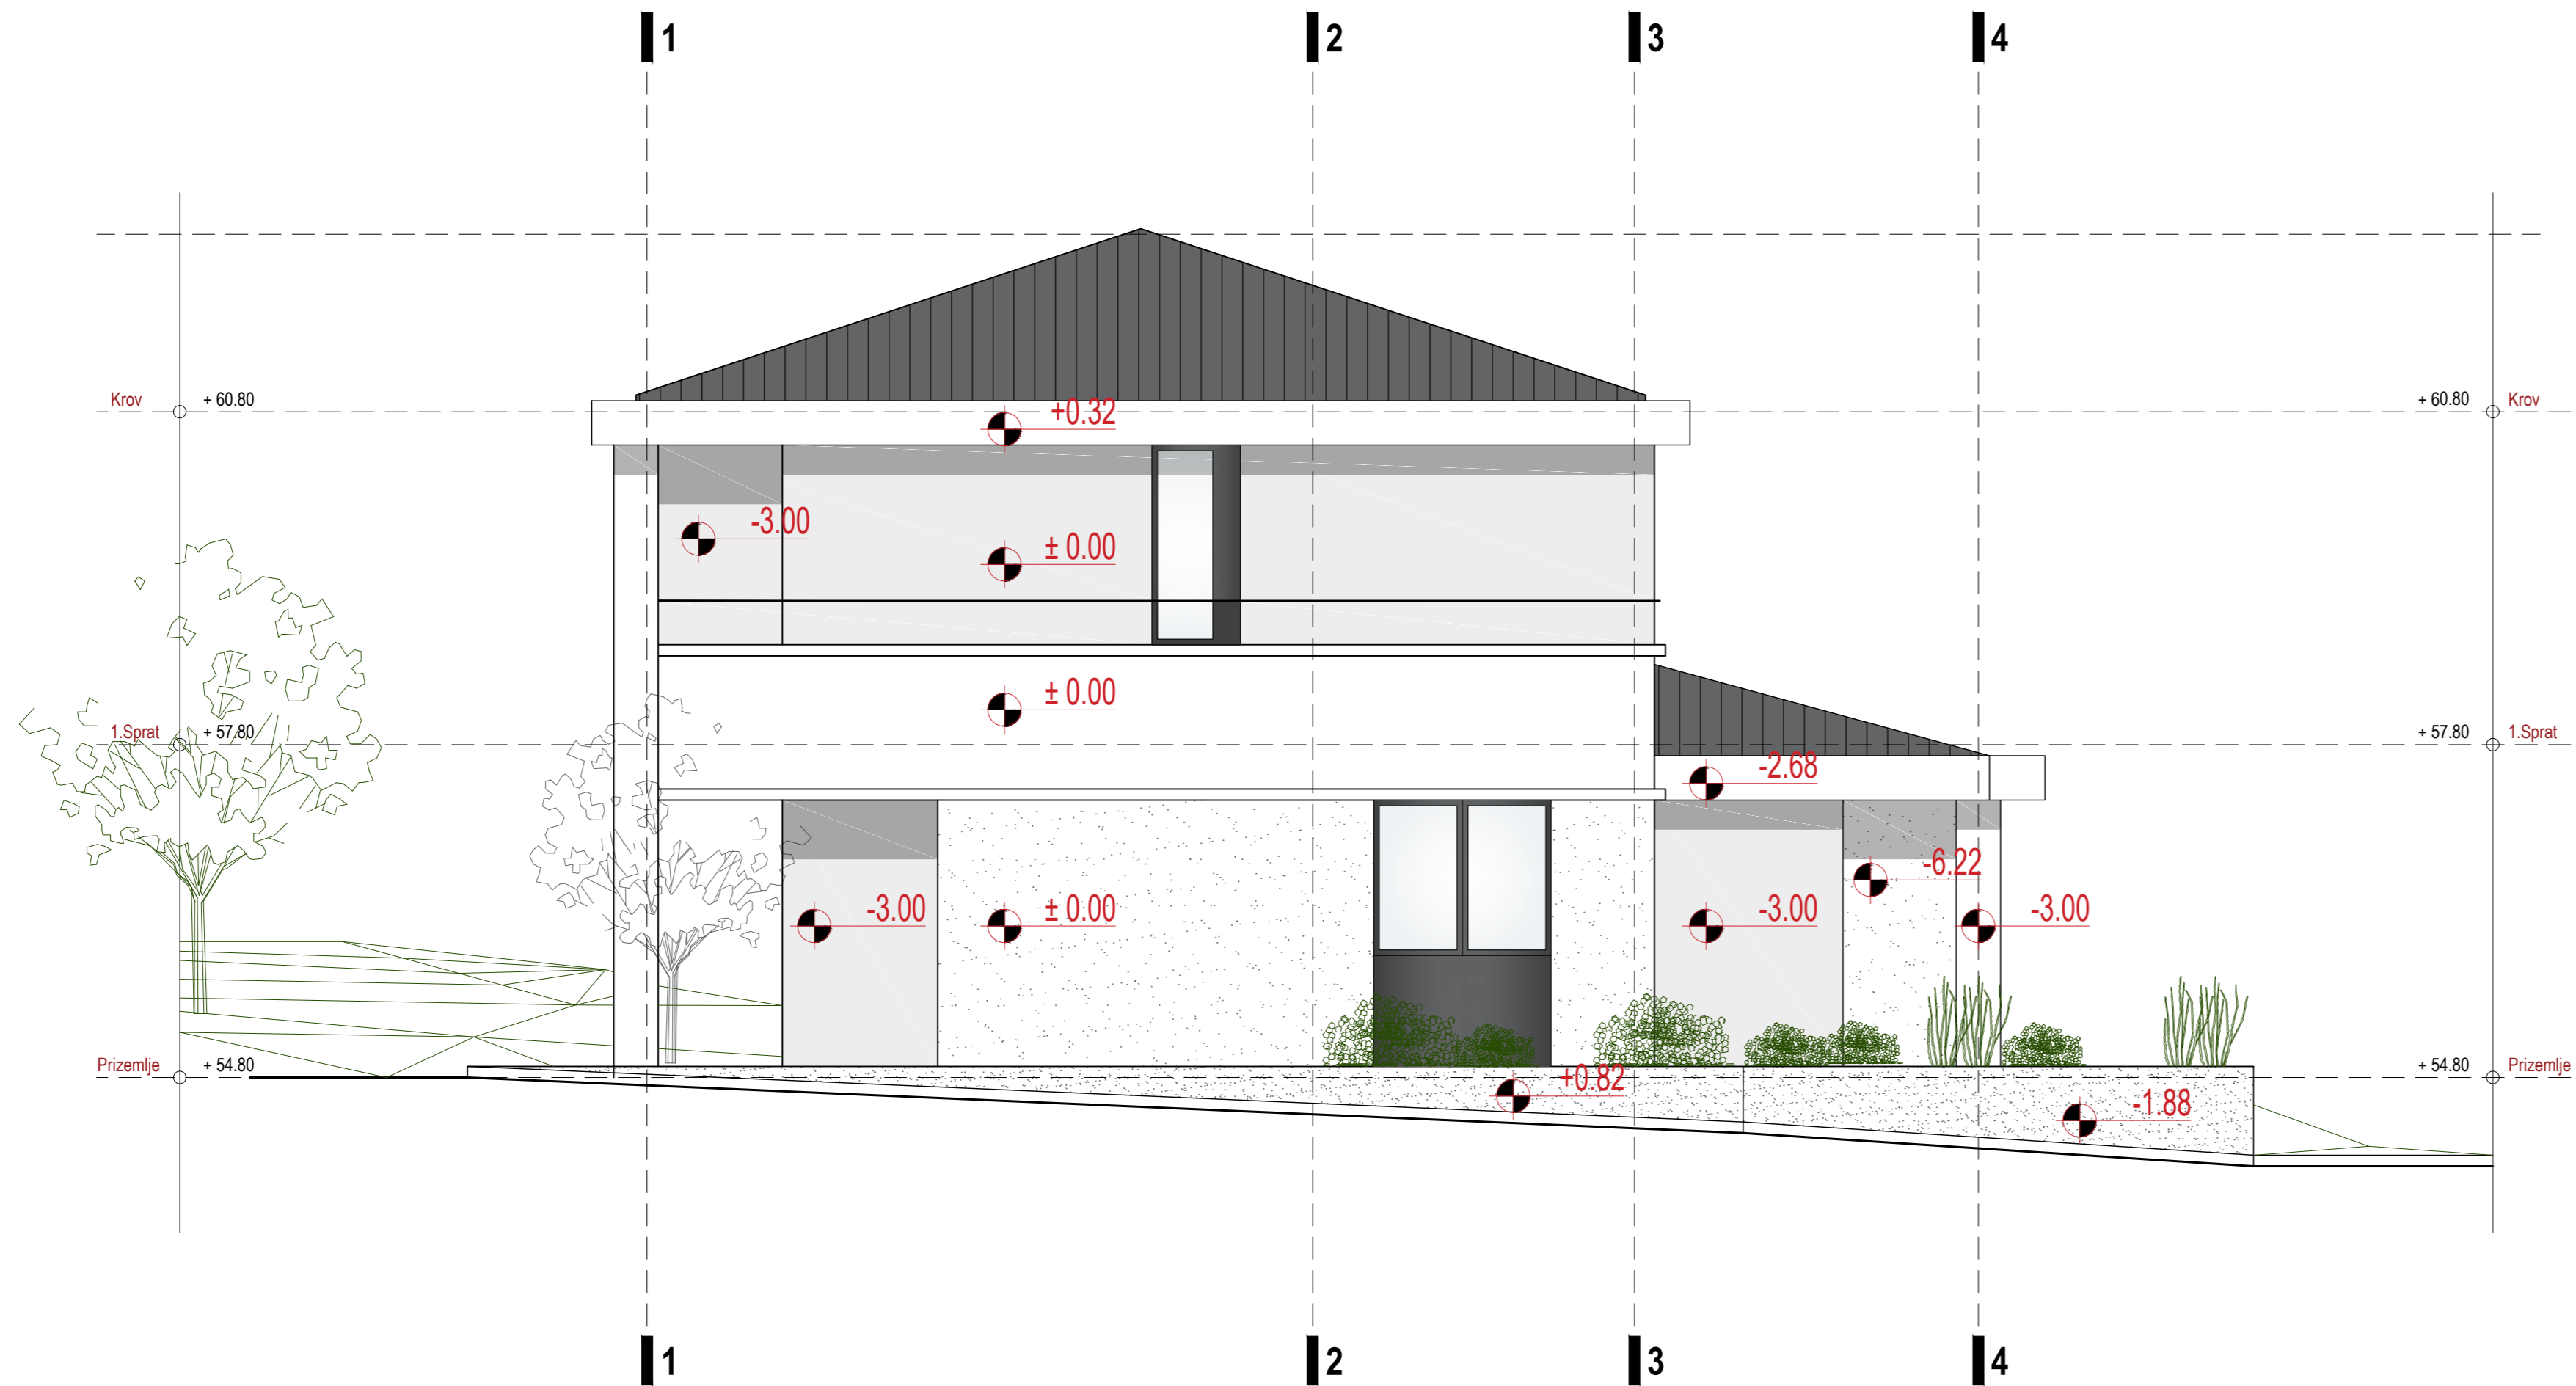 1 2 3 4
Krov + 60.80 + 60.80 Krov
+0.32
-3.00
± 0.00
± 0.00
1.Sprat + 57.80 + 57.80 1.Sprat
-2.68
-6.22
-3.00 ± 0.00 -3.00 -3.00
Prizemlje + 54.80 + 54.80 Prizemlje
+0.82
-1.88
1 2 3 4